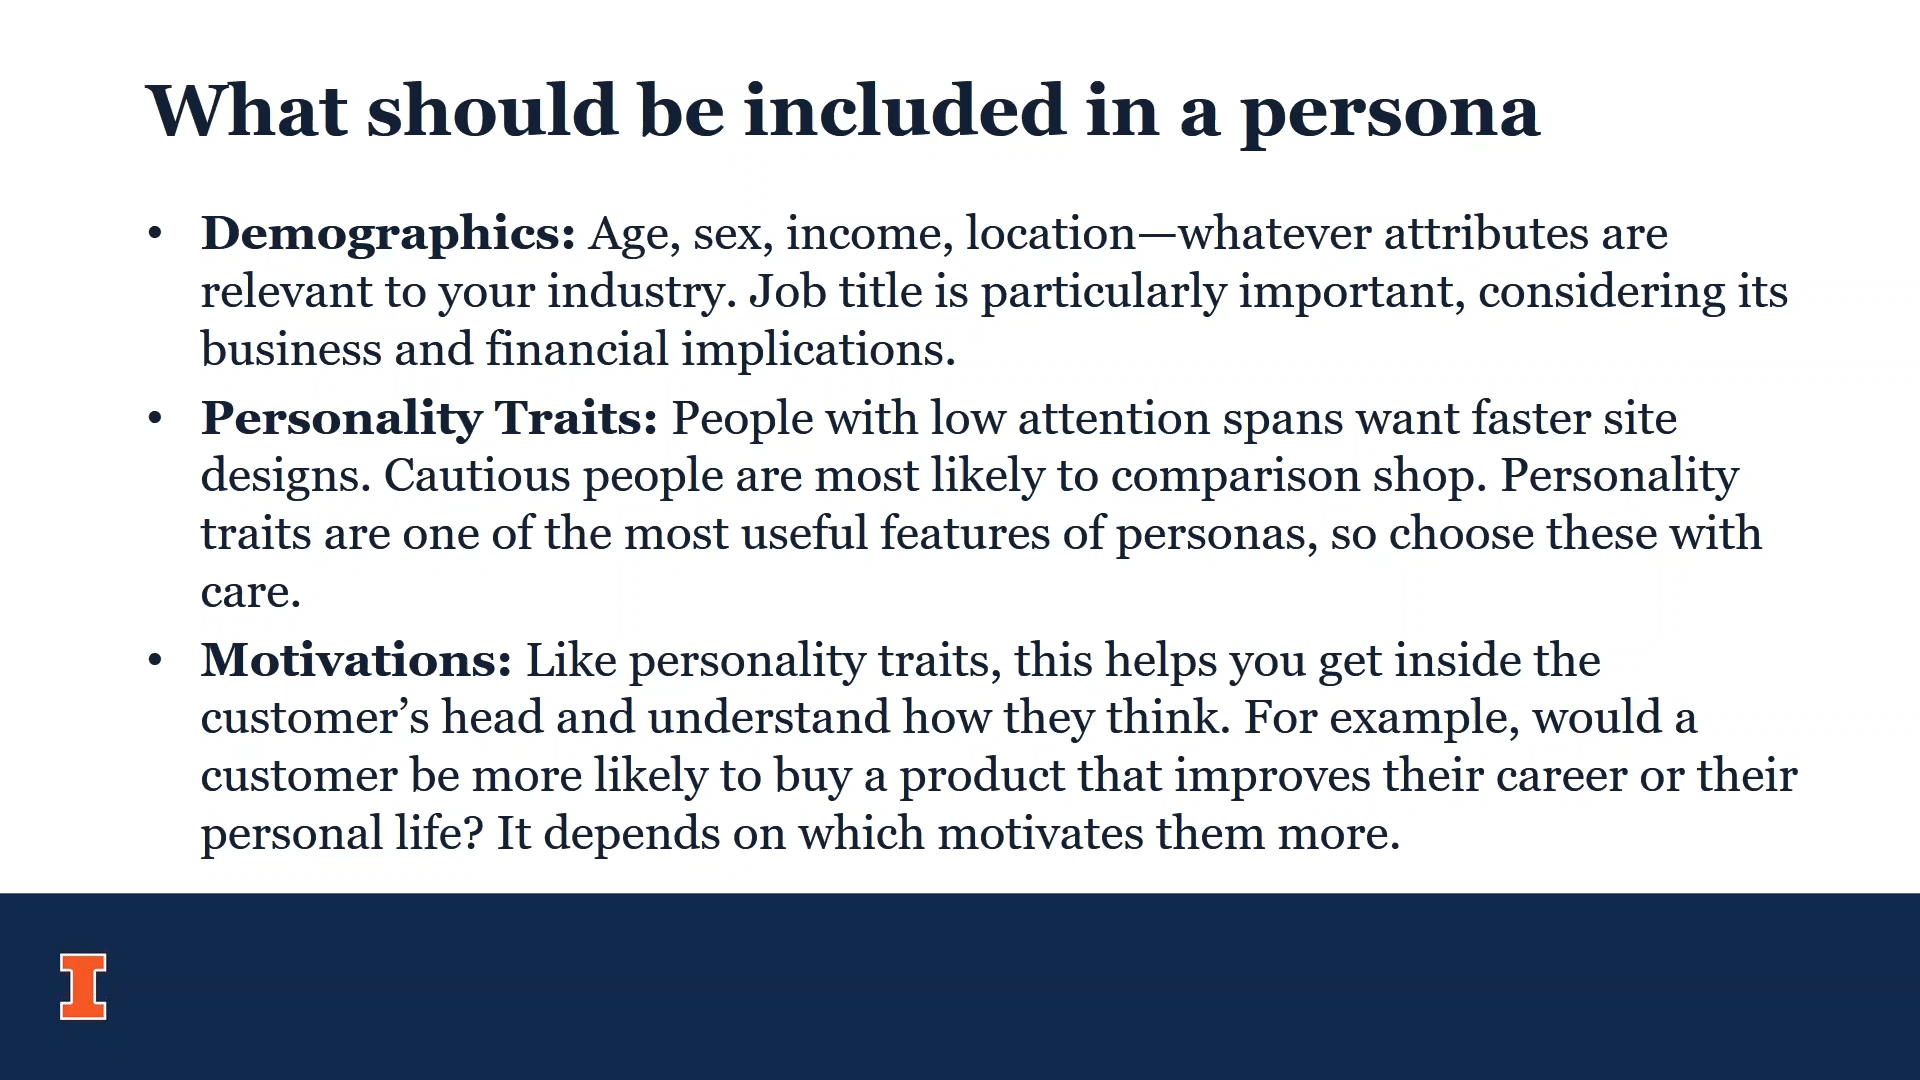 What should be included in a persona
• Demographics: Age, sex, income, location—whatever attributes are
relevant to your industry. Job title is particularly important, considering its
business and financial implications.
• Personality Traits: People with low attention spans want faster site
designs. Cautious people are most likely to comparison shop. Personality
traits are one of the most useful features of personas, so choose these with
care.
• Motivations: Like personality traits, this helps you get inside the
customer’s head and understand how they think. For example, would a
customer be more likely to buy a product that improves their career or their
personal life? It depends on which motivates them more.
I